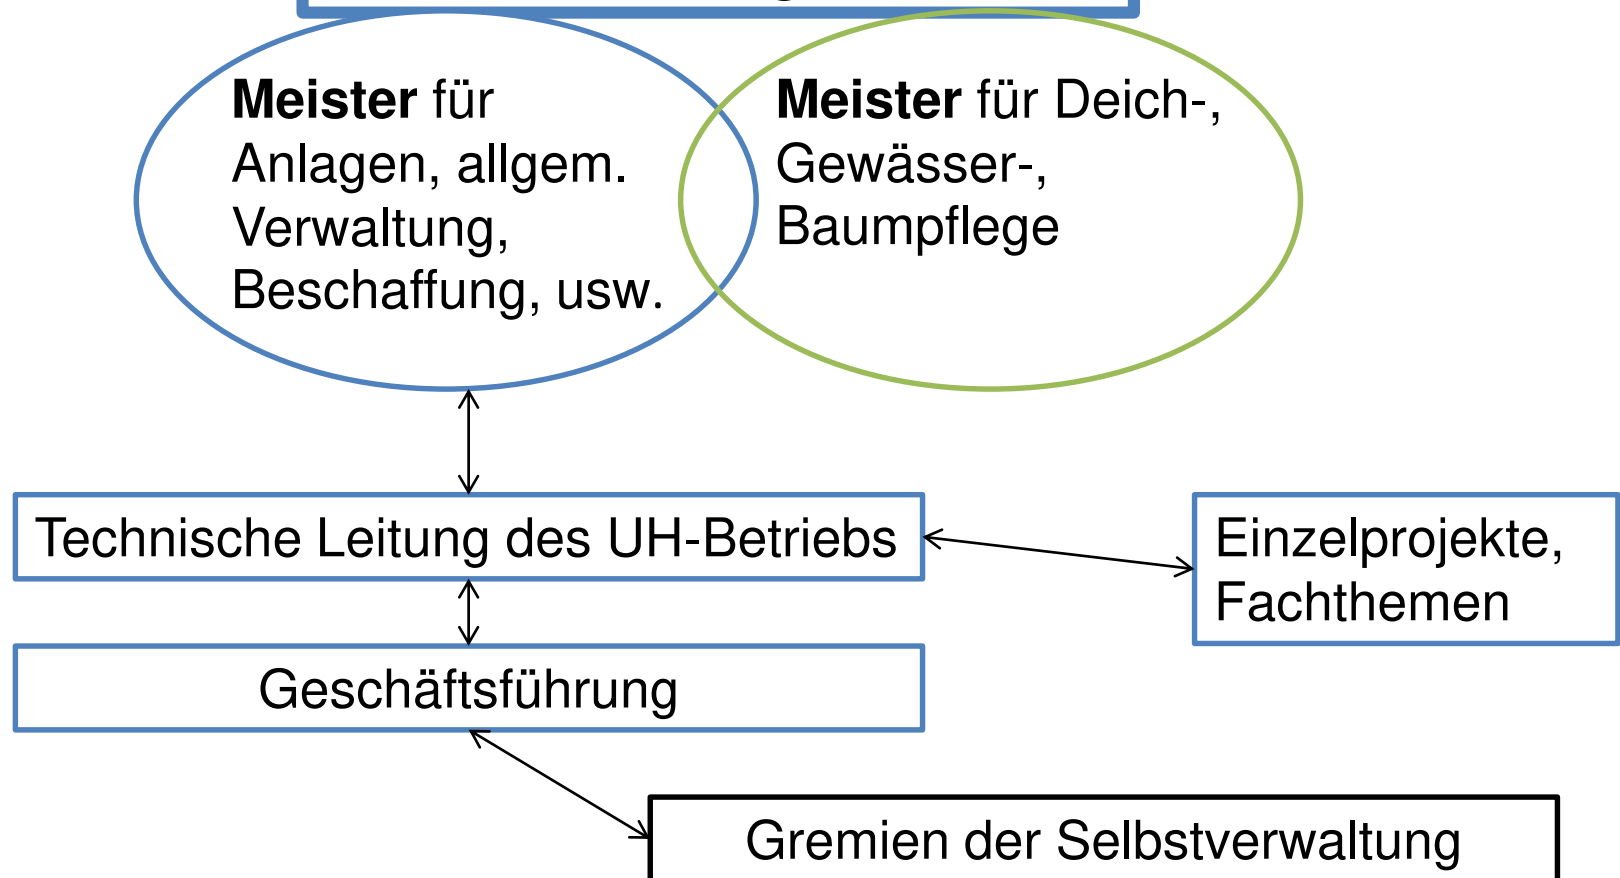 Meister für
Anlagen, allgem.
Verwaltung,
Beschaffung, usw.
Meister für Deich-,
Gewässer-,
Baumpflege
Technische Leitung des UH-Betriebs
Einzelprojekte,
Fachthemen
Geschäftsführung
Gremien der Selbstverwaltung